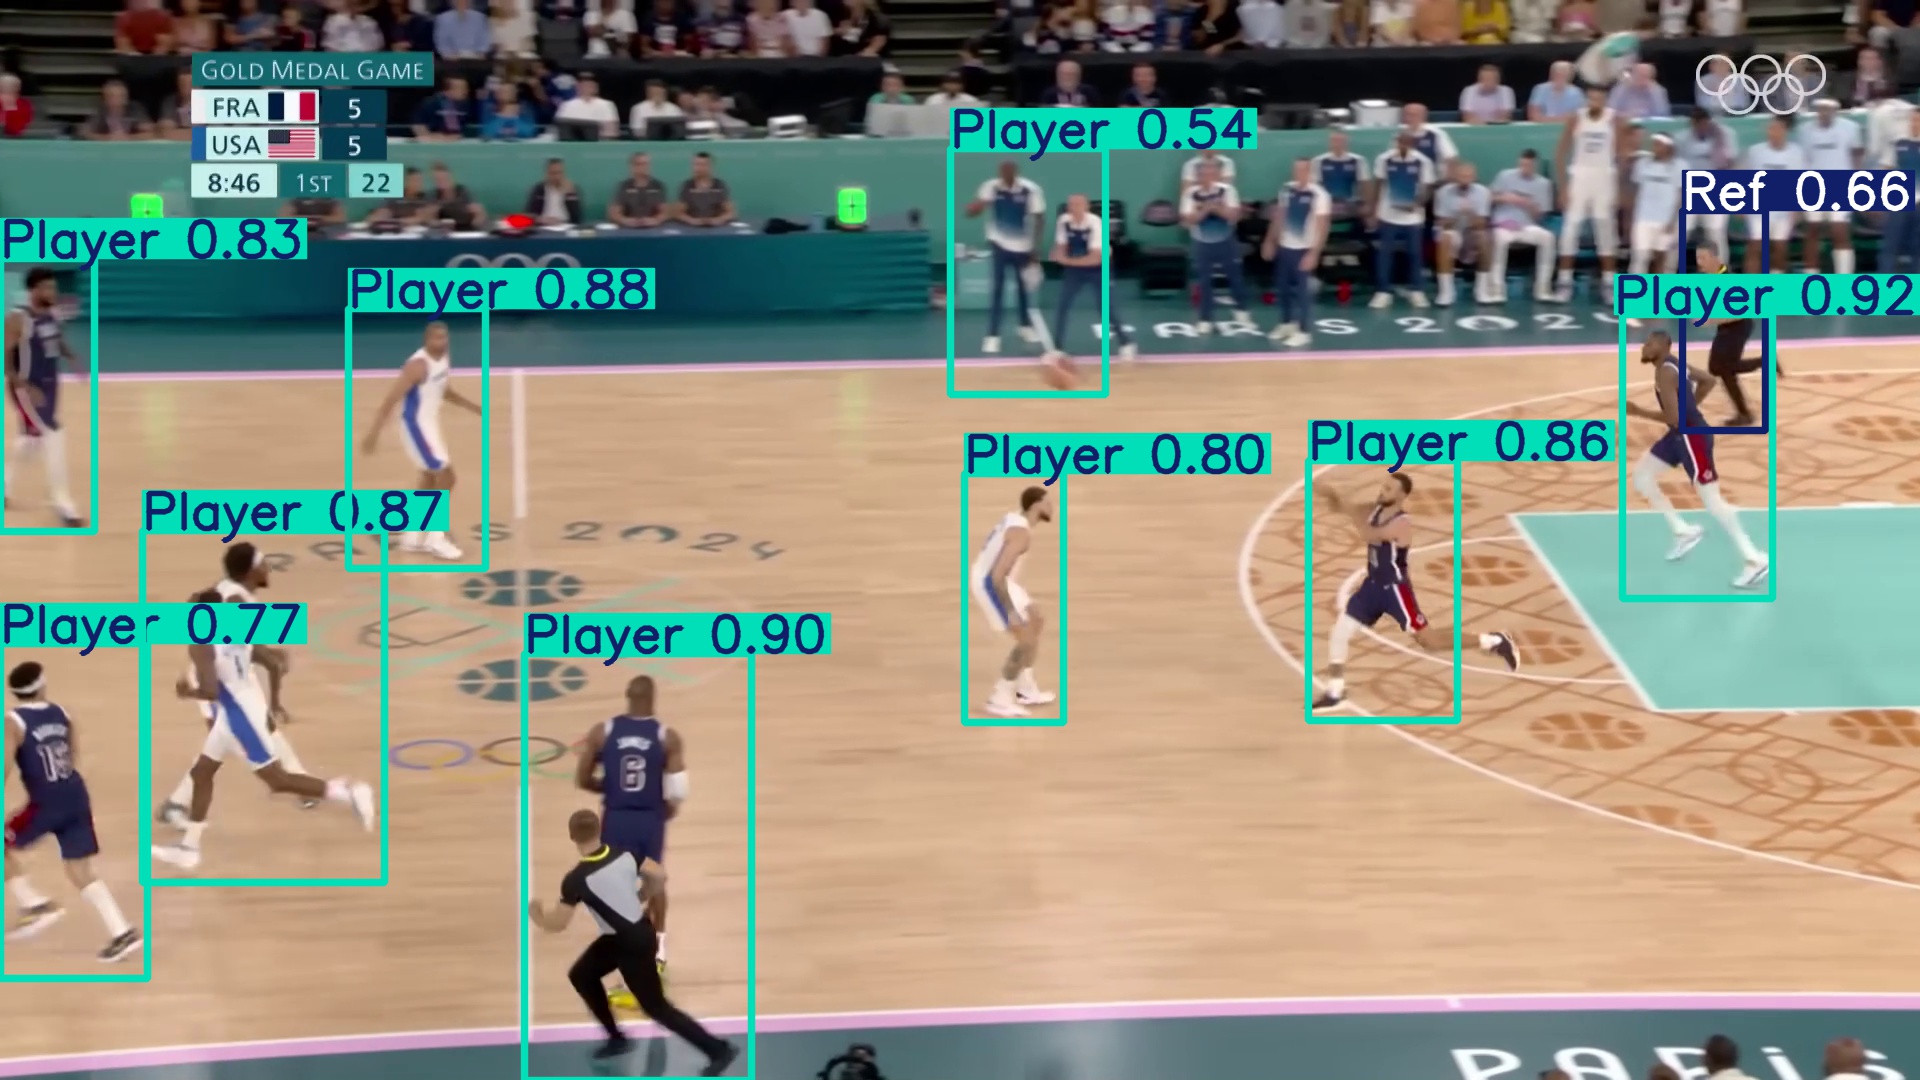 GOLD MEDAL GAME
FRA 5
USA 5
8:46 1ST 22
Player 0.54
Ref 0.66
Player 0.83
Player 0.88
Player 0.92
PARIS 2024
Player 0.80
Player 0.86
Player 0.87
PARIS 2024
Player 0.77
Player 0.90
JAMES
6
15
PARIS